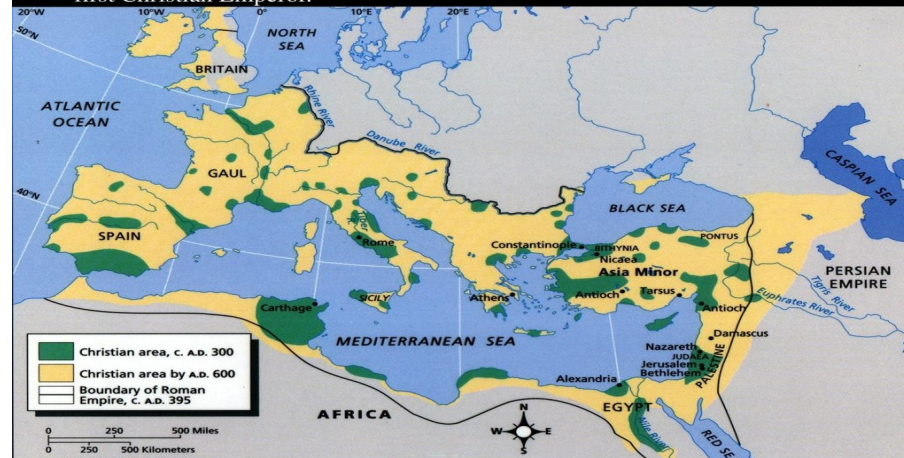 first Christian Emperor.
20°W
10°W
0°
10°E
20°E
50°N
40°N
NORTH
SEA
BRITAIN
ATLANTIC
OCEAN
Rhine River
Danube River
GAUL
CASPIAN SEA
BLACK SEA
SPAIN
Tiber
Rome
Constantinople
BITHYNIA
Nicaea
PONTUS
Asia Minor
PERSIAN
EMPIRE
Tigris River
Euphrates River
SICILY
Athens
Antioch
Tarsus
Antioch
Carthage
MEDITERRANEAN SEA
Damascus
Nazareth
JUDAEA
Jerusalem
Bethlehem
PALESTINE
Alexandria
EGYPT
Nile River
RED SE
AFRICA
N
W
E
S
Christian area, C. A.D. 300
Christian area by A.D. 600
Boundary of Roman
Empire, C. A.D. 395
0 250 500 Miles
0 250 500 Kilometers